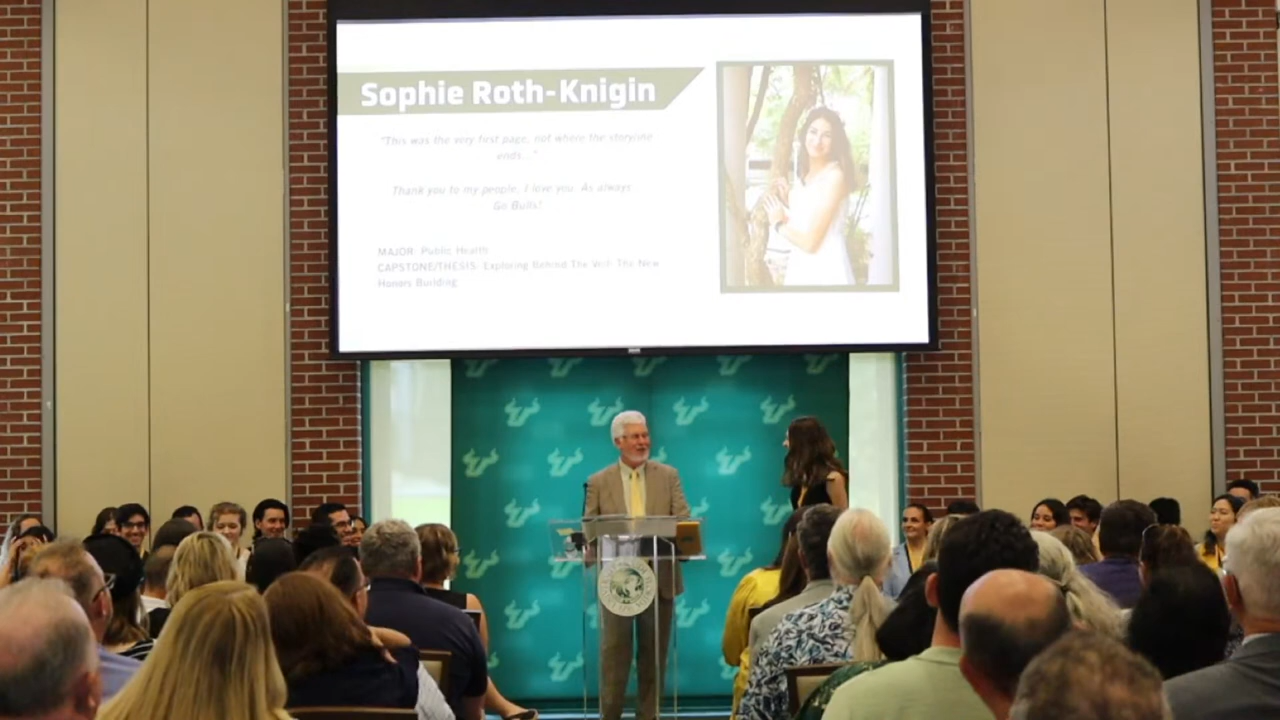 Sophie Roth-Knigin
"This was the very first page, not where the storyline
ends..."
Thank you to my people, I love you. As always,
Go Bulls!
MAJOR: Public Health
CAPSTONE/THESIS: Exploring Behind The Veil: The New
Honors Building